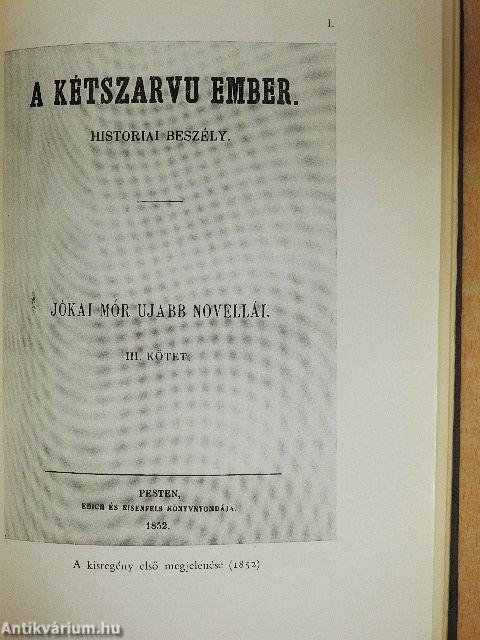 1.
A KÉTSZARVU EMBER.
HISTORIAI BESZÉLY.
JÓKAI MÓR UJABB NOVELLÁI.
III. KÖTET.
PESTEN,
EMICH ÉS EISENFELS KÖNYVNYOMDÁJA.
1852.
A kisregény első megjelenése (1852)
Antikvárium.hu